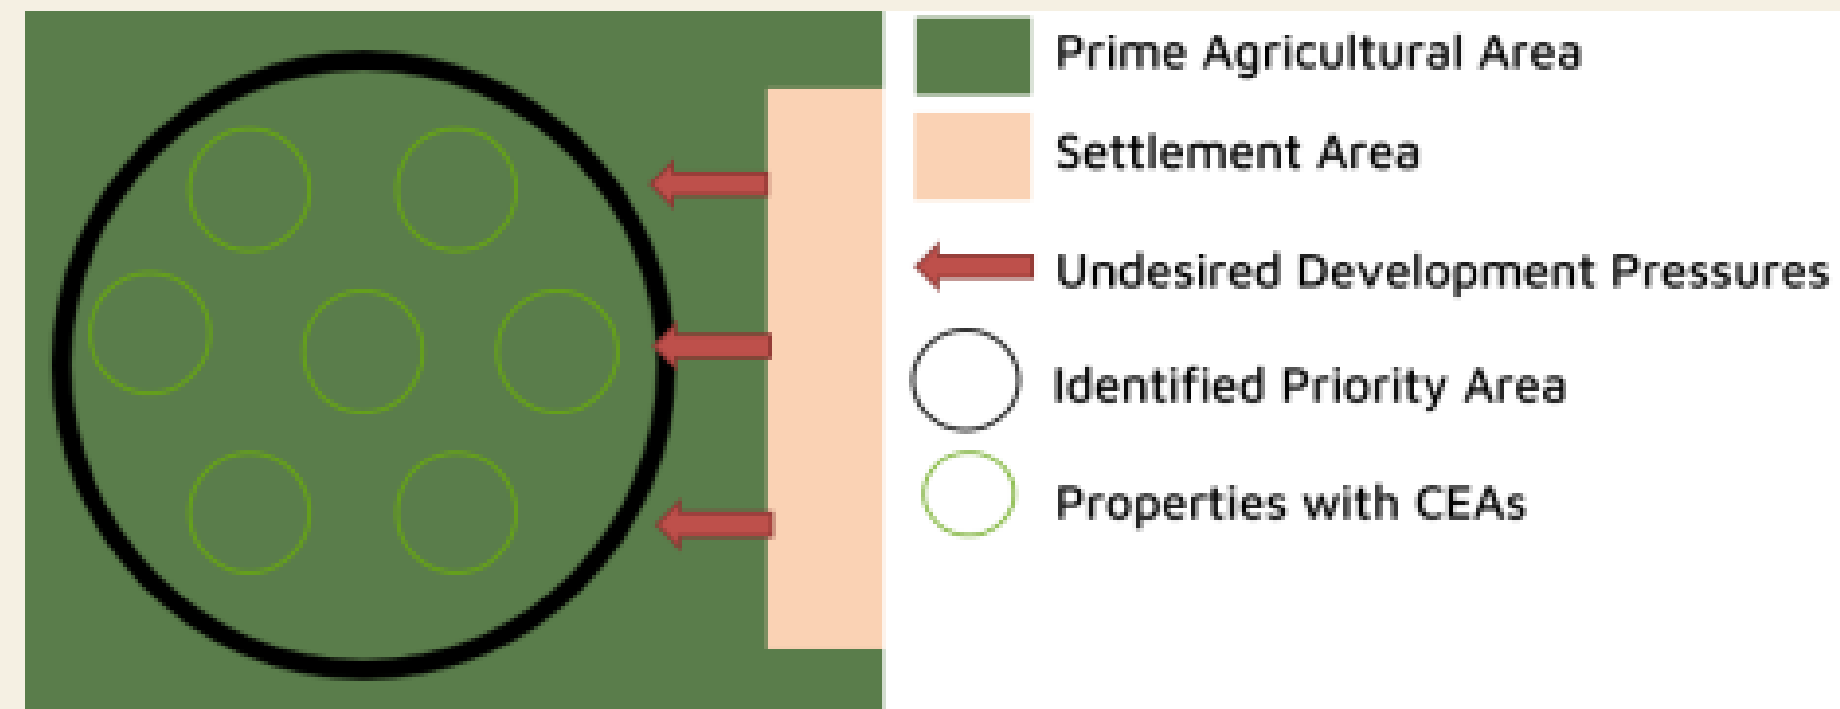 Prime Agricultural Area
Settlement Area
Undesired Development Pressures
Identified Priority Area
Properties with CEAs